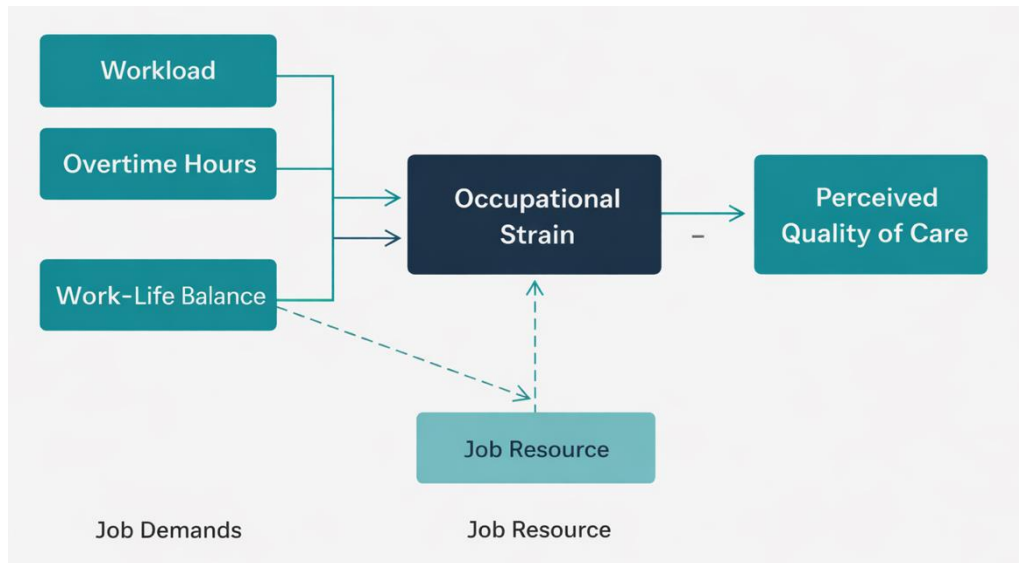 Workload
Overtime Hours
Work-Life Balance
Occupational
Strain
–
Perceived
Quality of Care
Job Resource
Job Demands
Job Resource